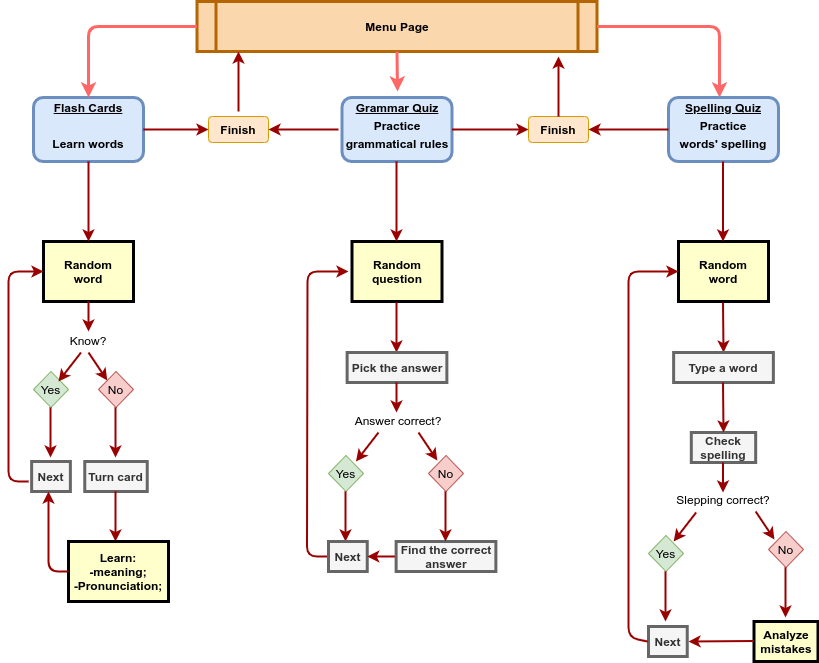 Menu Page
Flash Cards
Learn words
Finish
Grammar Quiz
Practice
grammatical rules
Finish
Spelling Quiz
Practice
words' spelling
Random
word
Know?
Yes
No
Next
Turn card
Learn:
-meaning;
-Pronunciation;
Random
question
Pick the answer
Answer correct?
Yes
No
Next
Find the correct
answer
Random
word
Type a word
Check
spelling
Slepping correct?
Yes
No
Next
Analyze
mistakes